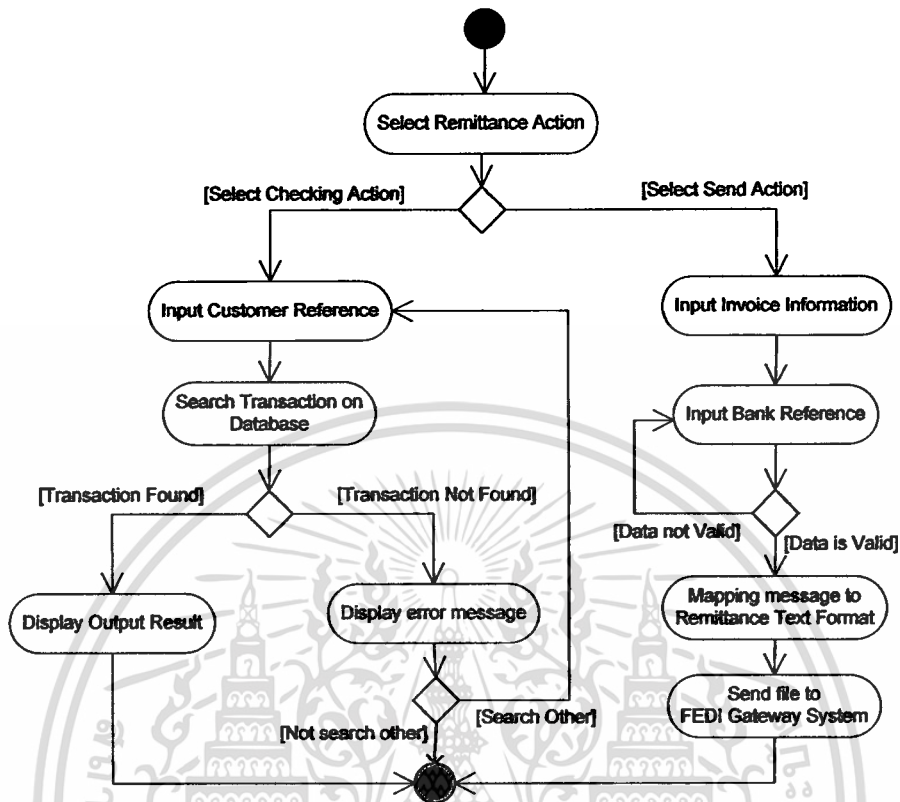 Select Remittance Action
[Select Checking Action]
[Select Send Action]
Input Customer Reference
Input Invoice Information
Search Transaction on
Database
Input Bank Reference
[Transaction Found]
[Transaction Not Found]
[Data not Valid]
[Data is Valid]
Display Output Result
Display error message
Mapping message to
Remittance Text Format
Send file to
FEDI Gateway System
[Not search other]
[Search Other]